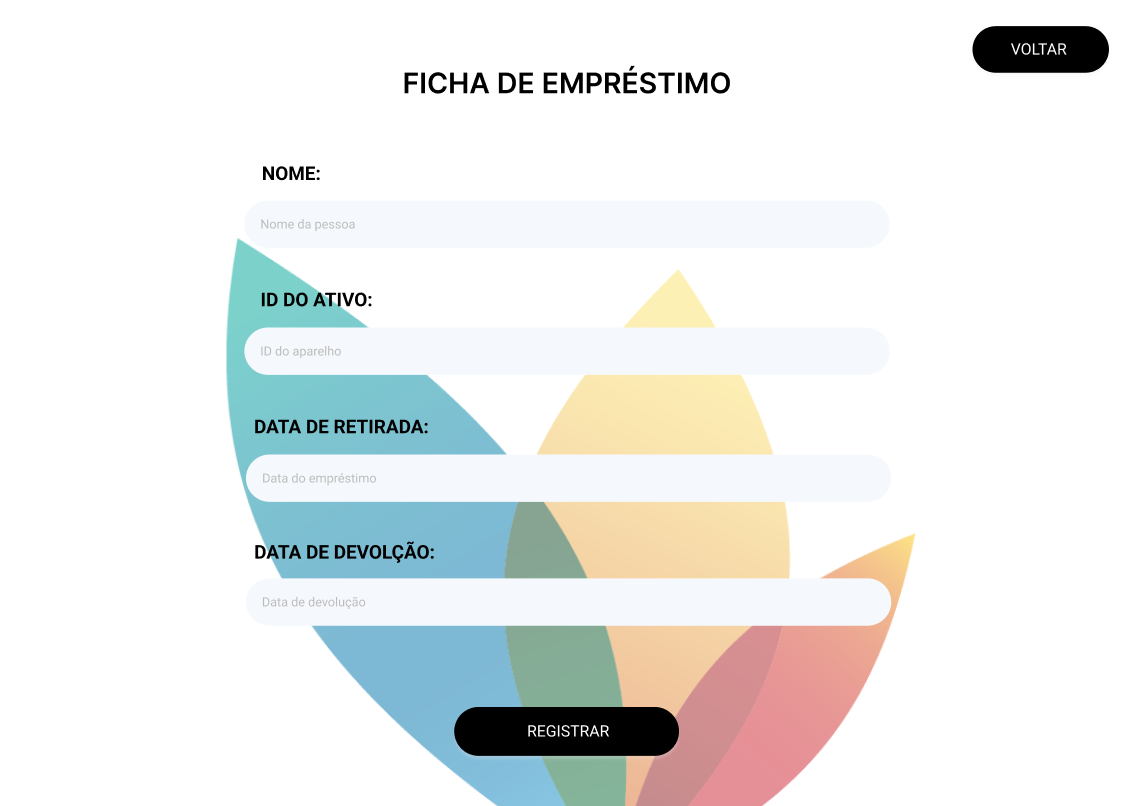 VOLTAR
FICHA DE EMPRÉSTIMO
NOME:
Nome da pessoa
ID DO ATIVO:
ID do aparelho
DATA DE RETIRADA:
Data do empréstimo
DATA DE DEVOLÇÃO:
Data de devolução
REGISTRAR